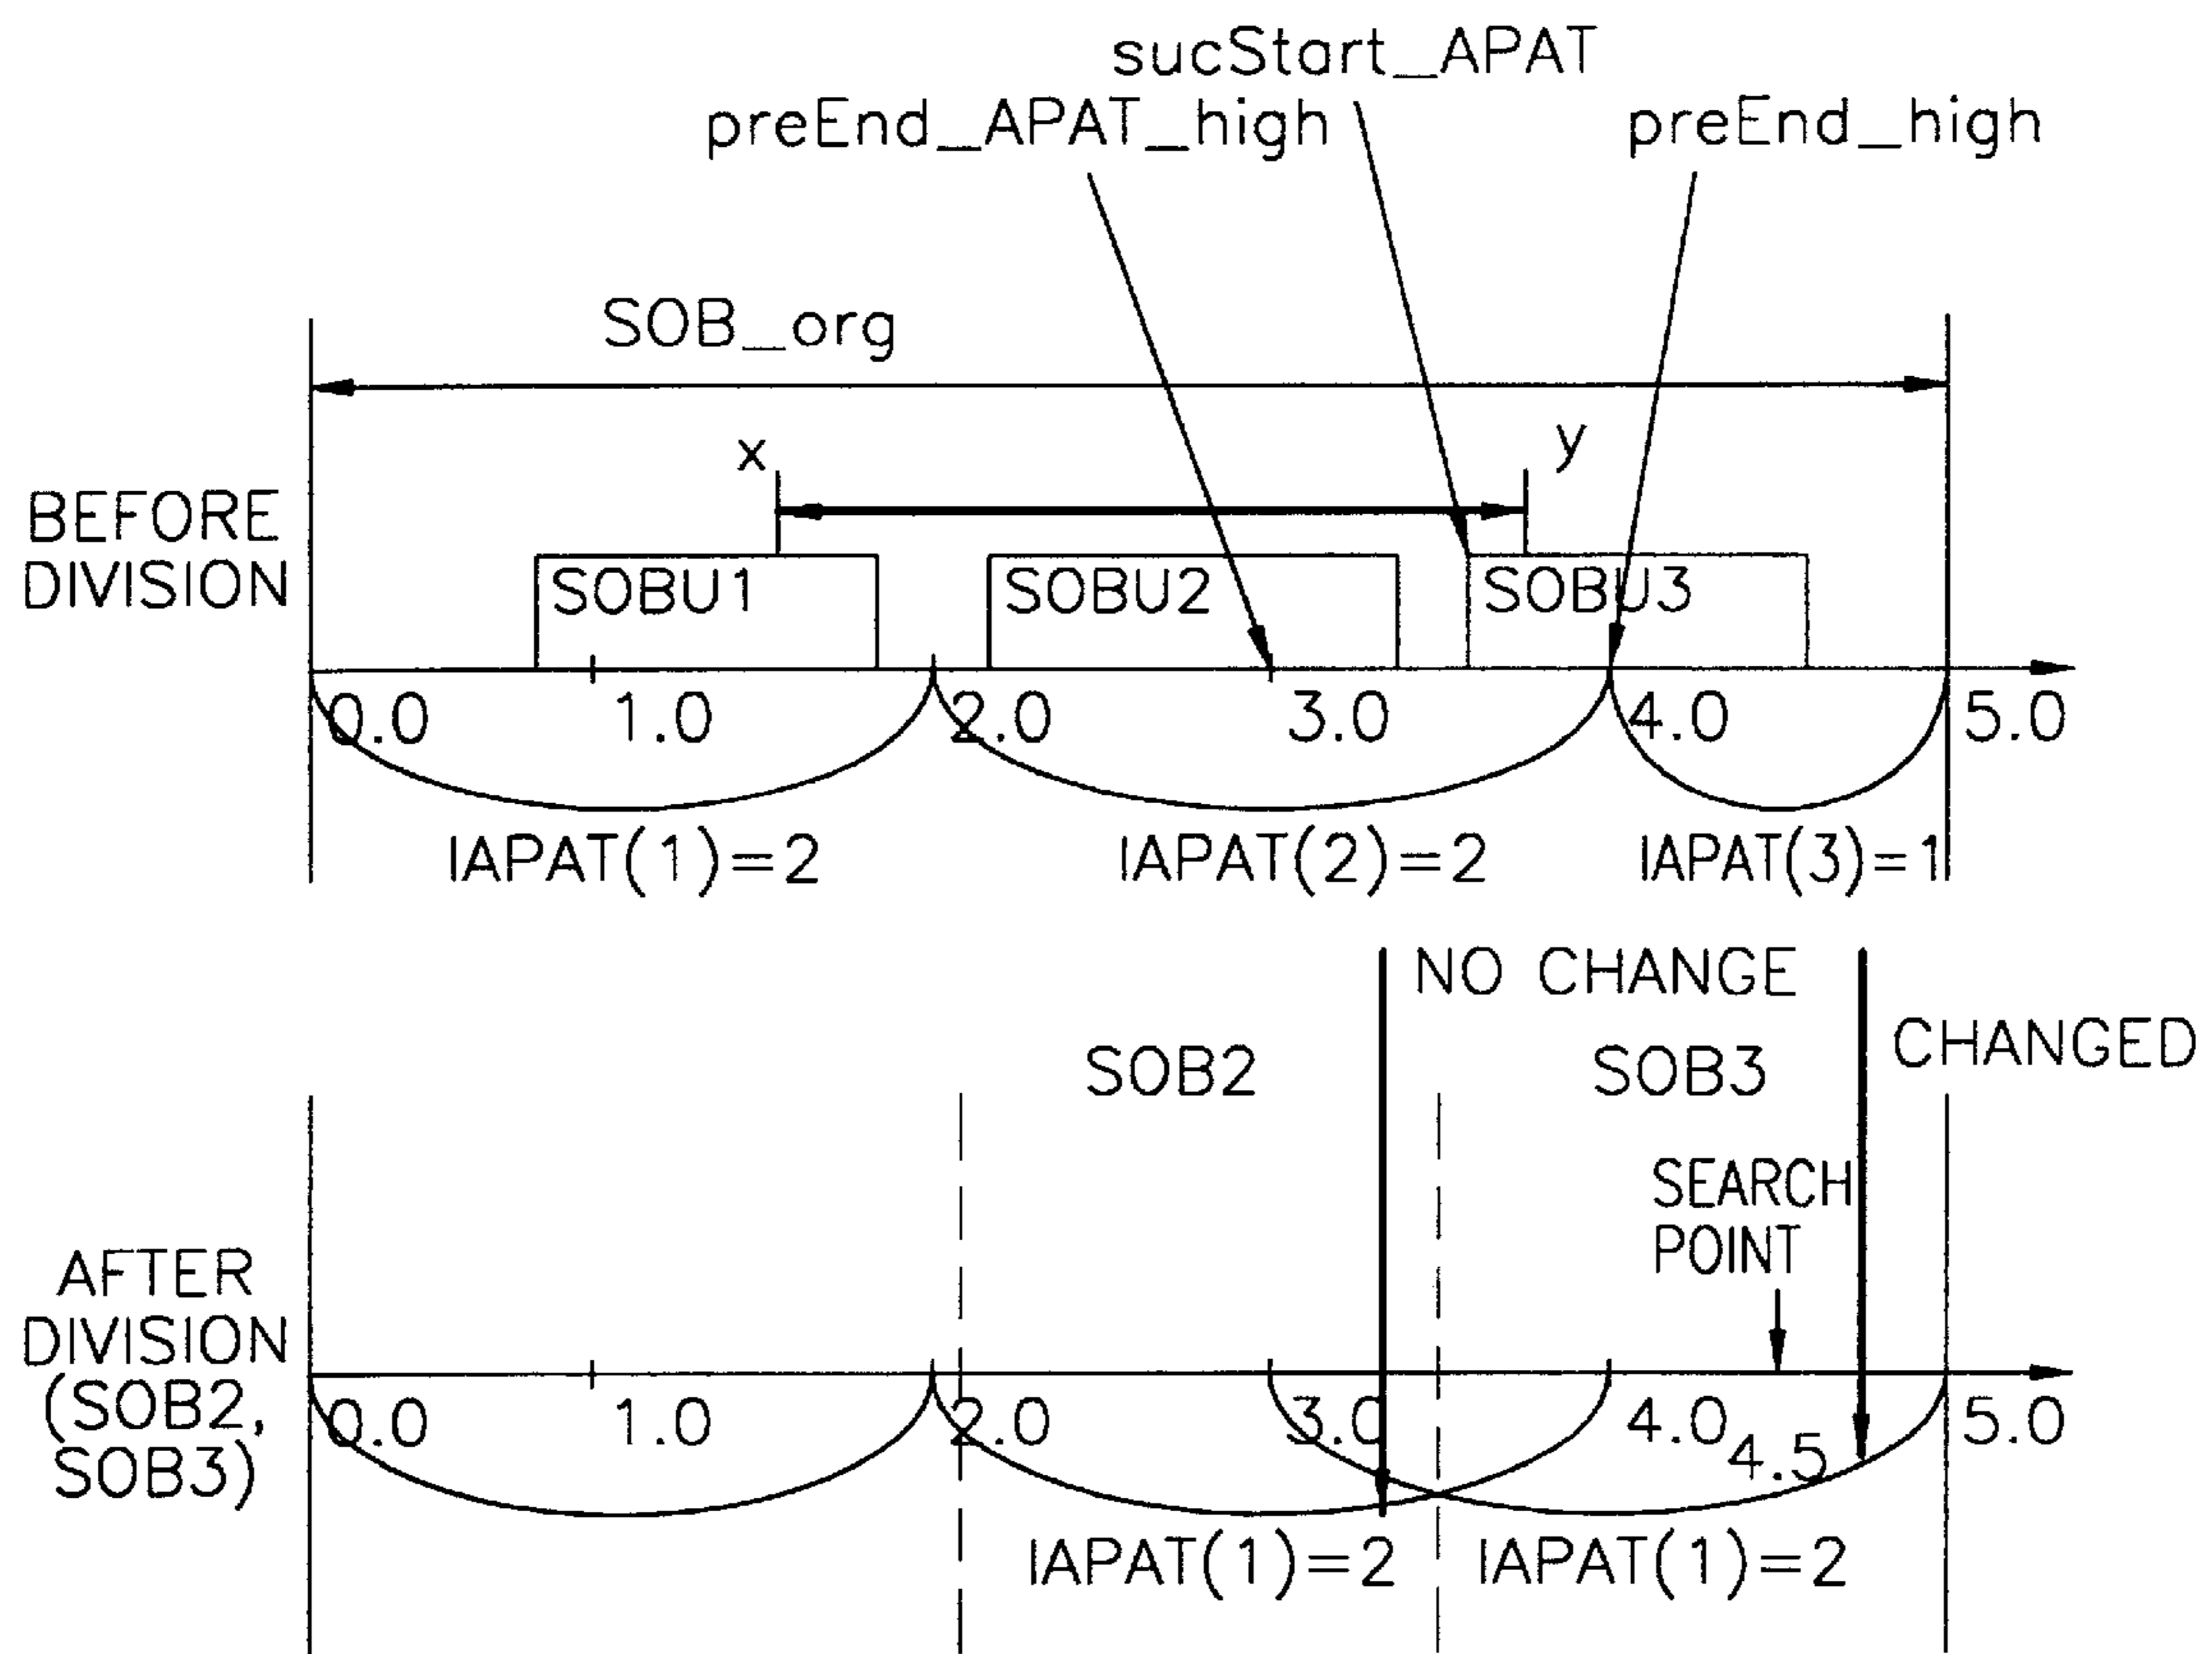 sucStart_APAT
preEnd_APAT_high
preEnd_high
SOB_org
x
y
BEFORE
DIVISION
SOBU1
SOBU2
SOBU3
0.0
1.0
2.0
3.0
4.0
5.0
IAPAT(1)=2
IAPAT(2)=2
IAPAT(3)=1
NO CHANGE
CHANGED
SOB2
SOB3
SEARCH
POINT
AFTER
DIVISION
(SOB2,
SOB3)
0.0
1.0
2.0
3.0
4.0
4.5
5.0
IAPAT(1)=2
IAPAT(1)=2